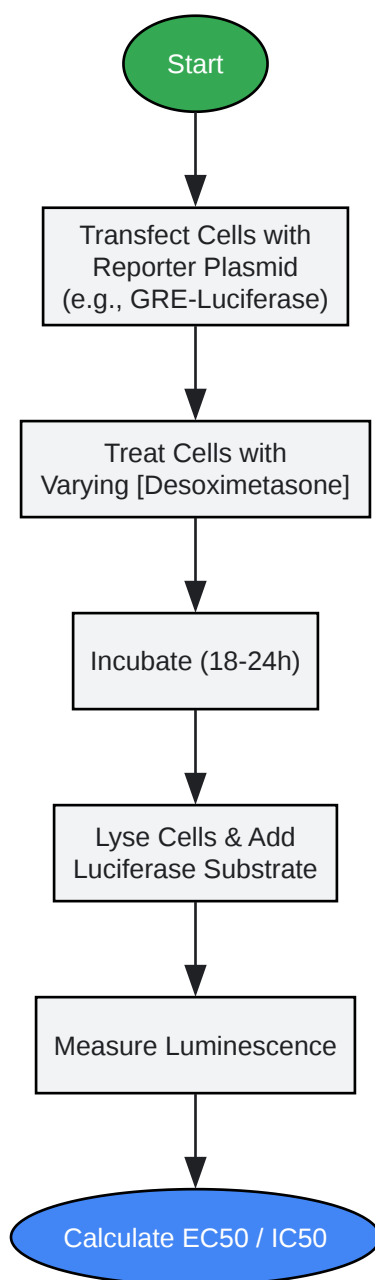 Start
Transfect Cells with
Reporter Plasmid
(e.g., GRE-Luciferase)
Treat Cells with
Varying [Desoximetasone]
Incubate (18-24h)
Lyse Cells & Add
Luciferase Substrate
Measure Luminescence
Calculate EC50 / IC50